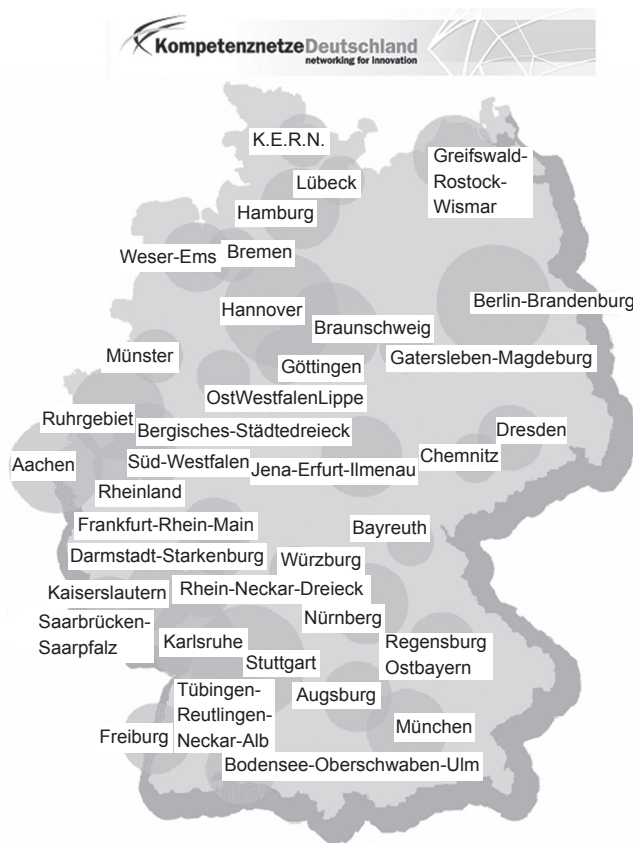 KompetenznetzeDeutschland
networking for innovation
K.E.R.N.
Greifswald-
Rostock-
Wismar
Lübeck
Hamburg
Bremen
Weser-Ems
Berlin-Brandenburg
Hannover
Braunschweig
Münster
Göttingen
Gatersleben-Magdeburg
OstWestfalenLippe
Ruhrgebiet
Bergisches-Städtedreieck
Dresden
Aachen
Süd-Westfalen
Jena-Erfurt-Ilmenau
Chemnitz
Rheinland
Frankfurt-Rhein-Main
Bayreuth
Darmstadt-Starkenburg
Würzburg
Kaiserslautern
Rhein-Neckar-Dreieck
Saarbrücken-
Saarpfalz
Nürnberg
Karlsruhe
Regensburg
Ostbayern
Stuttgart
Tübingen-
Reutlingen-
Neckar-Alb
Augsburg
München
Freiburg
Bodensee-Oberschwaben-Ulm